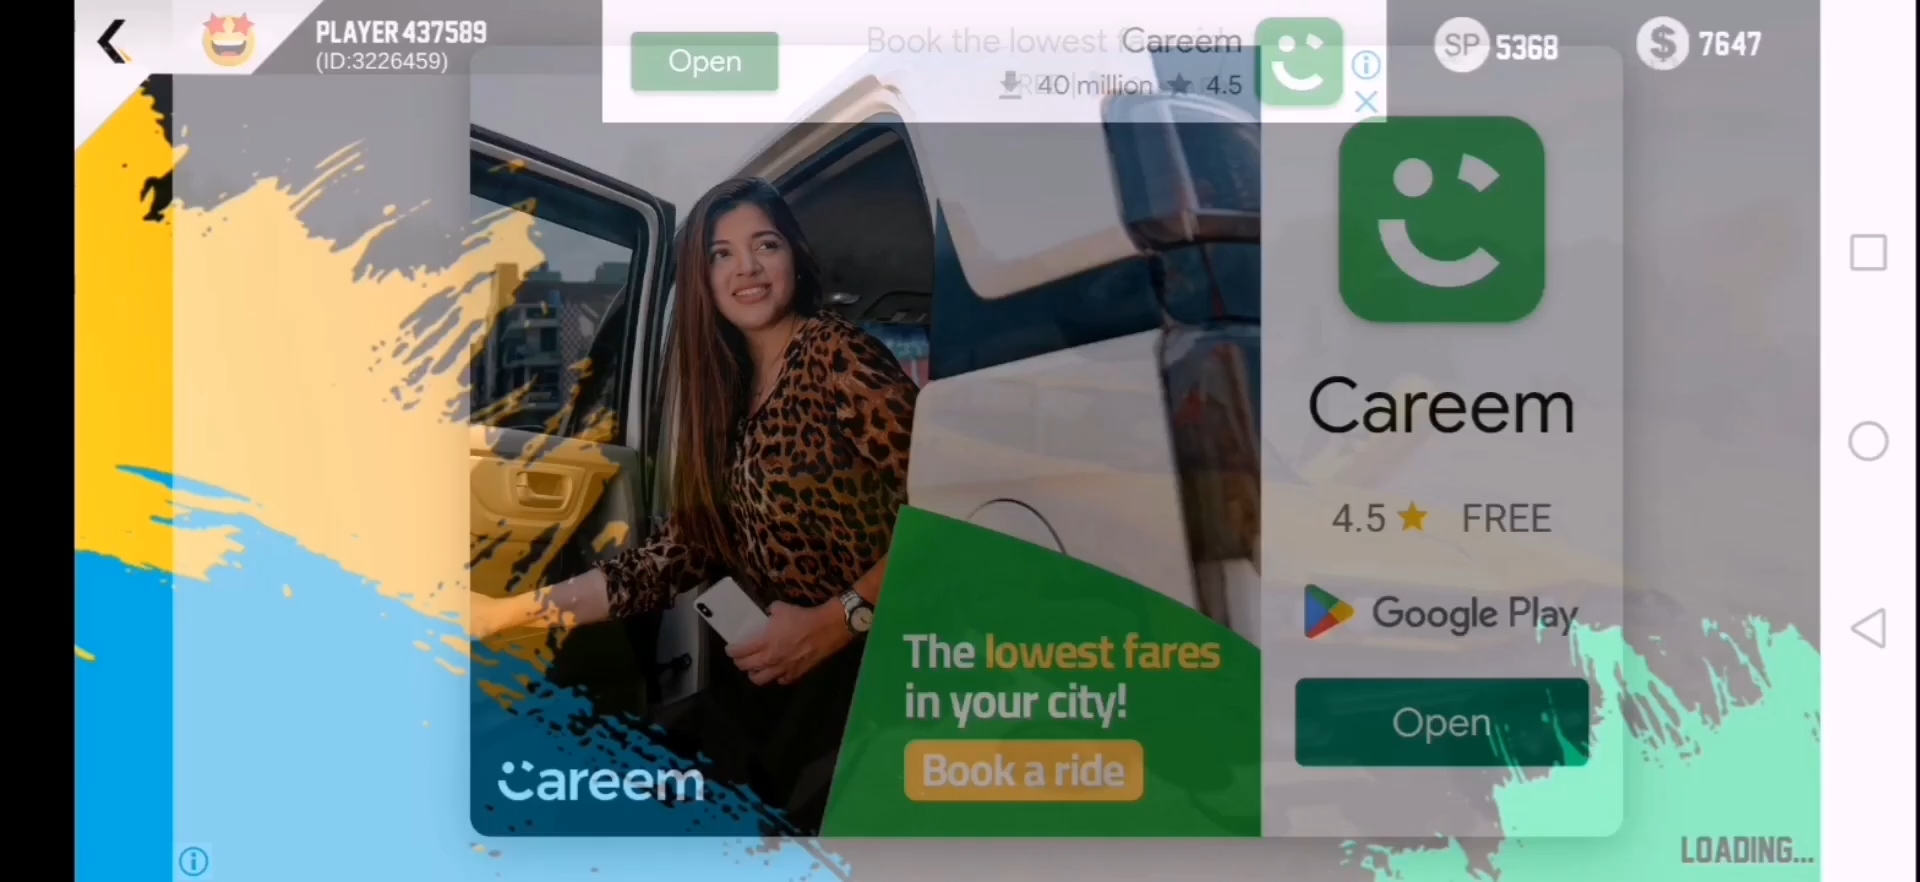 PLAYER 437589
(ID:3226459)
Open
Book the lowest
Careem
40 million ★ 4.5
SP 5368
$ 7647
Careem
4.5 ★ FREE
Google Play
Open
The lowest fares
in your city!
Book a ride
Careem
LOADING...